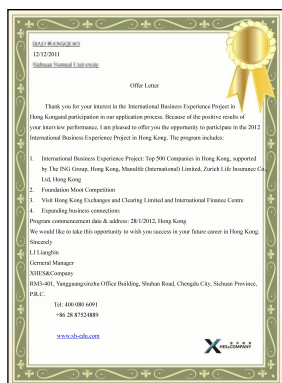 12/12/2011
Offer Letter
Thank you for your interest in the International Business Experience Project in
Hong Kongand participation in our application process. Because of the positive results of
your interview performance, I am pleased to offer you the opportunity to participate in the 2012
International Business Experience Project in Hong Kong. The program includes:
1. International Business Experience Project: Top 500 Companies in Hong Kong, supported
by The ING Group, Hong Kong, Manulife (International) Limited, Zurich Life Insurance Co.,
Ltd, Hong Kong
2. Foundation Moot Competition
3. Visit Hong Kong Exchanges and Clearing Limited and International Finance Centre
4. Expanding business connections
Program commencement date & address: 28/1/2012, Hong Kong
We would like to take this opportunity to wish you success in your future career in Hong Kong.
Sincerely
LI Liangbin
Gerneral Manager
XHES&Company
RM3-401, Yangguangxinzhu Office Building, Shuhan Road, Chengdu City, Sichuan Province,
P.R.C.
Tel: 400 080 6091
+86 28 87524889
www.xh-edu.com
XHES&COMPANY